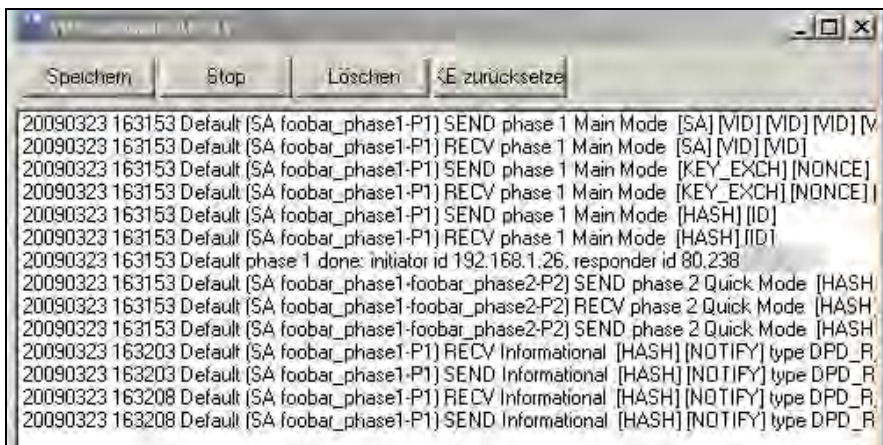 Speichern Stop Löschen KE zurücksetze
20090323 163153 Default (SA foobar_phase1-P1) SEND phase 1 Main Mode [SA] [VID] [VID] [VID] [V
20090323 163153 Default (SA foobar_phase1-P1) RECV phase 1 Main Mode [SA] [VID] [VID]
20090323 163153 Default (SA foobar_phase1-P1) SEND phase 1 Main Mode [KEY_EXCH] [NONCE]
20090323 163153 Default (SA foobar_phase1-P1) RECV phase 1 Main Mode [KEY_EXCH] [NONCE] [
20090323 163153 Default (SA foobar_phase1-P1) SEND phase 1 Main Mode [HASH] [ID]
20090323 163153 Default (SA foobar_phase1-P1) RECV phase 1 Main Mode [HASH] [ID]
20090323 163153 Default phase 1 done: initiator id 192.168.1.26, responder id 80.238
20090323 163153 Default (SA foobar_phase1-foobar_phase2-P2) SEND phase 2 Quick Mode [HASH
20090323 163153 Default (SA foobar_phase1-foobar_phase2-P2) RECV phase 2 Quick Mode [HASH
20090323 163153 Default (SA foobar_phase1-foobar_phase2-P2) SEND phase 2 Quick Mode [HASH
20090323 163203 Default (SA foobar_phase1-P1) RECV Informational [HASH] [NOTIFY] type DPD_R
20090323 163203 Default (SA foobar_phase1-P1) SEND Informational [HASH] [NOTIFY] type DPD_R
20090323 163208 Default (SA foobar_phase1-P1) RECV Informational [HASH] [NOTIFY] type DPD_R
20090323 163208 Default (SA foobar_phase1-P1) SEND Informational [HASH] [NOTIFY] type DPD_R